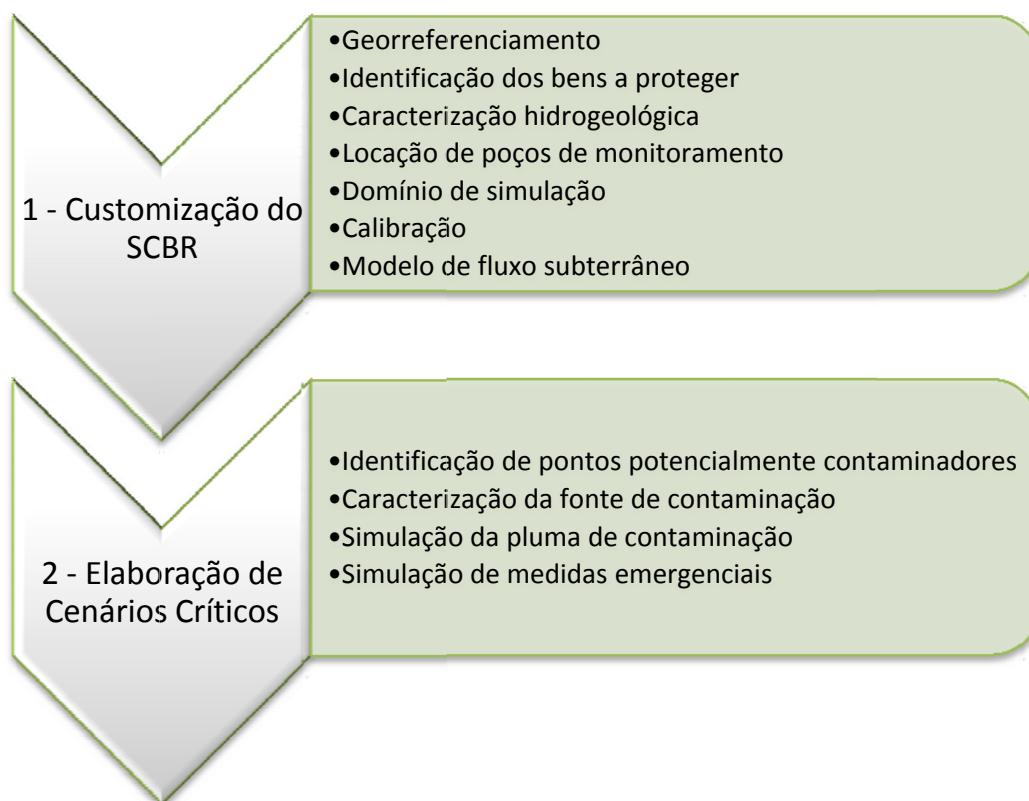 1 - Customização do
SCBR
•Georreferenciamento
•Identificação dos bens a proteger
•Caracterização hidrogeológica
•Locação de poços de monitoramento
•Domínio de simulação
•Calibração
•Modelo de fluxo subterrâneo
2 - Elaboração de
Cenários Críticos
•Identificação de pontos potencialmente contaminadores
•Caracterização da fonte de contaminação
•Simulação da pluma de contaminação
•Simulação de medidas emergenciais